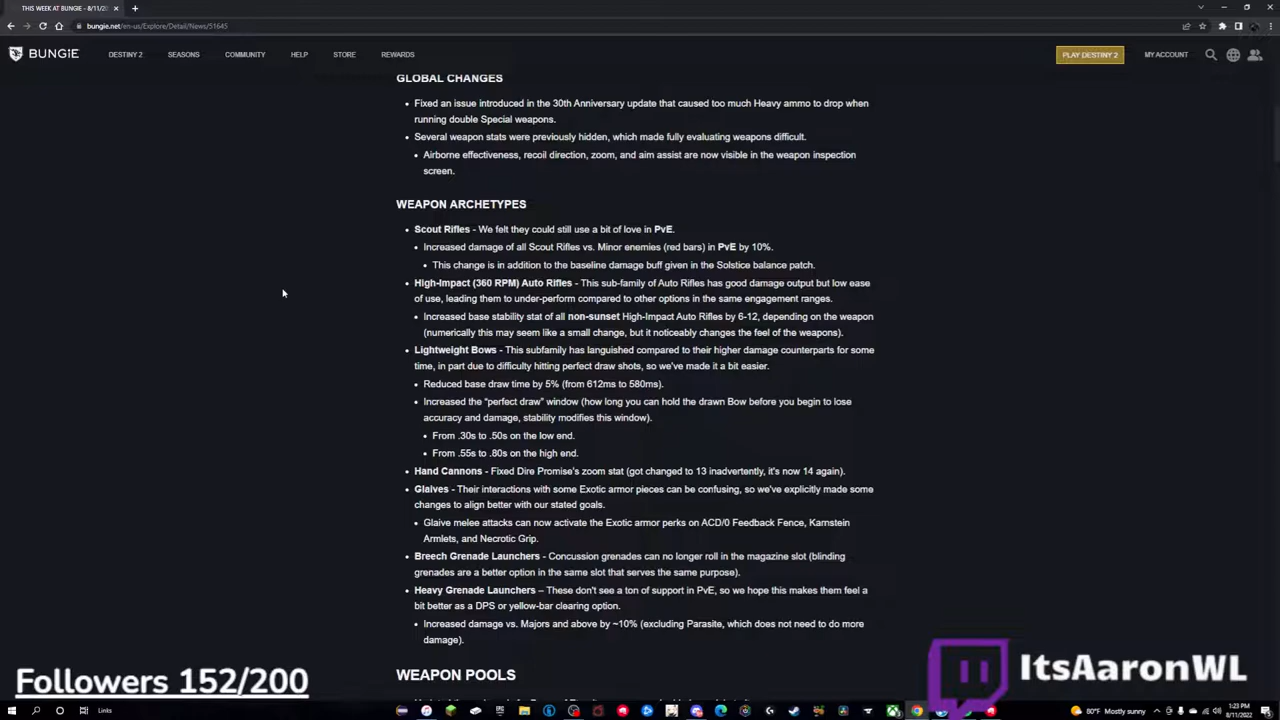 THIS WEEK AT BUNGIE - 8/11/20
bungie.net/en-us/Explore/Detail/News/51645
BUNGIE DESTINY 2 SEASONS COMMUNITY HELP STORE REWARDS PLAY DESTINY 2 MY ACCOUNT
GLOBAL CHANGES
• Fixed an issue introduced in the 30th Anniversary update that caused too much Heavy ammo to drop when
running double Special weapons.
• Several weapon stats were previously hidden, which made fully evaluating weapons difficult.
• Airborne effectiveness, recoil direction, zoom, and aim assist are now visible in the weapon inspection
screen.
WEAPON ARCHETYPES
• Scout Rifles - We felt they could still use a bit of love in PvE.
• Increased damage of all Scout Rifles vs. Minor enemies (red bars) in PvE by 10%.
• This change is in addition to the baseline damage buff given in the Solstice balance patch.
• High-Impact (360 RPM) Auto Rifles - This sub-family of Auto Rifles has good damage output but low ease
of use, leading them to under-perform compared to other options in the same engagement ranges.
• Increased base stability stat of all non-sunset High-Impact Auto Rifles by 6-12, depending on the weapon
(numerically this may seem like a small change, but it noticeably changes the feel of the weapons).
• Lightweight Bows - This subfamily has languished compared to their higher damage counterparts for some
time, in part due to difficulty hitting perfect draw shots, so we've made it a bit easier.
• Reduced base draw time by 5% (from 612ms to 580ms).
• Increased the “perfect draw” window (how long you can hold the drawn Bow before you begin to lose
accuracy and damage, stability modifies this window).
• From .30s to .50s on the low end.
• From .55s to .80s on the high end.
• Hand Cannons - Fixed Dire Promise's zoom stat (got changed to 13 inadvertently, it's now 14 again).
• Glaives - Their interactions with some Exotic armor pieces can be confusing, so we've explicitly made some
changes to align better with our stated goals.
• Glaive melee attacks can now activate the Exotic armor perks on ACD/0 Feedback Fence, Karnstein
Armlets, and Necrotic Grip.
• Breech Grenade Launchers - Concussion grenades can no longer roll in the magazine slot (blinding
grenades are a better option in the same slot that serves the same purpose).
• Heavy Grenade Launchers – These don't see a ton of support in PvE, so we hope this makes them feel a
bit better as a DPS or yellow-bar clearing option.
• Increased damage vs. Majors and above by ~10% (excluding Parasite, which does not need to do more
damage).
WEAPON POOLS
Followers 152/200
ItsAaronWL
Links
80°F Mostly sunny
1:23 PM
8/11/2022